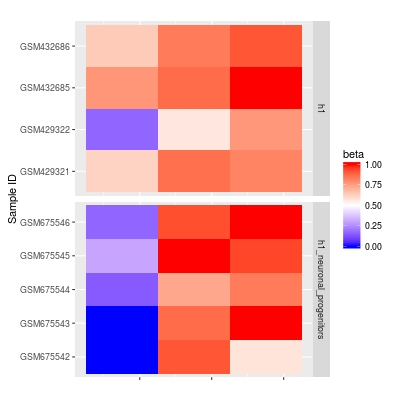 GSM432686
GSM432685
GSM429322
GSM429321
h1
GSM675546
GSM675545
GSM675544
GSM675543
GSM675542
h1_neuronal_progenitors
Sample ID
beta
1.00
0.75
0.50
0.25
0.00